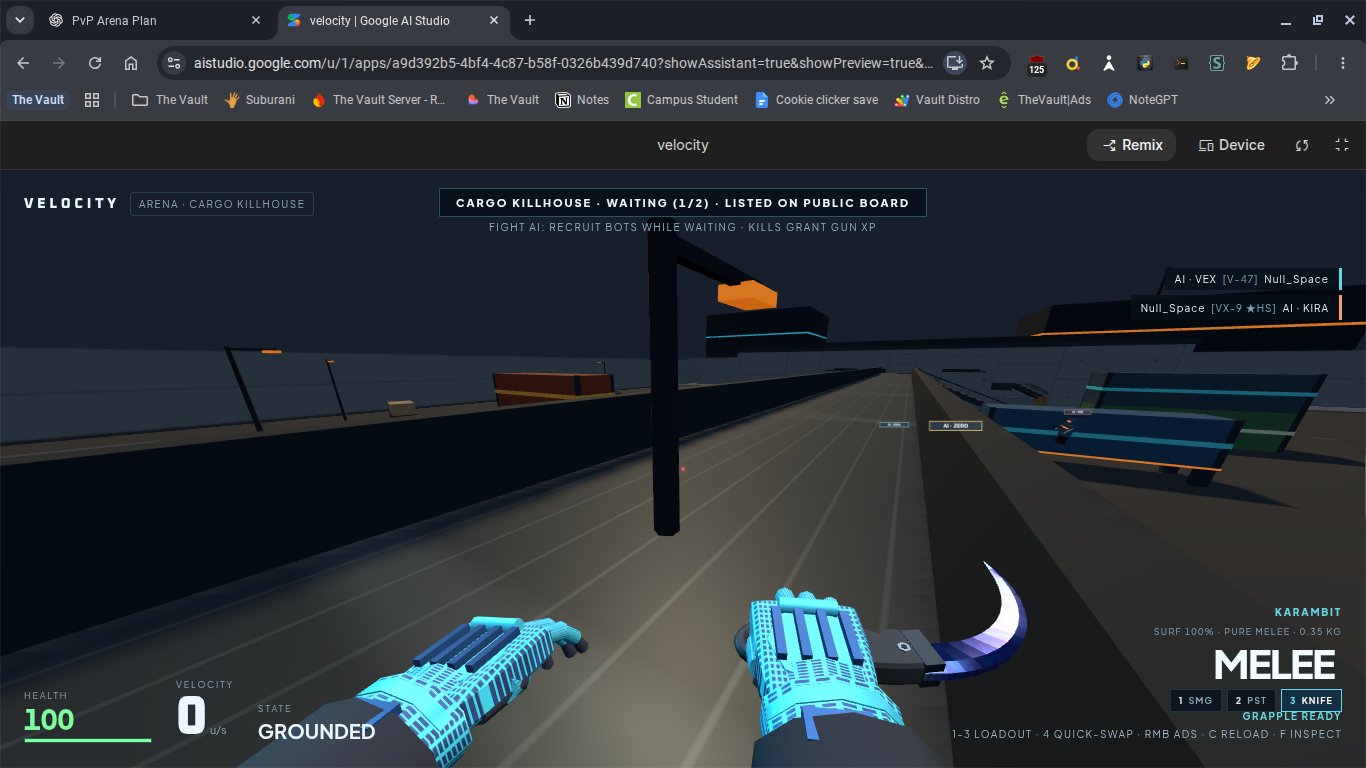 PvP Arena Plan
velocity | Google AI Studio
aistudio.google.com/u/1/apps/a9d392b5-4bf4-4c87-b58f-0326b439d740?showAssistant=true&showPreview=true&...
125
The Vault
The Vault
Suburani
The Vault Server - R...
The Vault
Notes
Campus Student
Cookie clicker save
Vault Distro
TheVault|Ads
NoteGPT
velocity
Remix
Device
VELOCITY
ARENA · CARGO KILLHOUSE
CARGO KILLHOUSE · WAITING (1/2) · LISTED ON PUBLIC BOARD
FIGHT AI: RECRUIT BOTS WHILE WAITING · KILLS GRANT GUN XP
AI · VEX [V-47] Null_Space
Null_Space [VX-9 ★HS] AI · KIRA
AI · ZERO
KARAMBIT
SURF 100% · PURE MELEE · 0.35 KG
MELEE
1 SMG
2 PST
3 KNIFE
GRAPPLE READY
1-3 LOADOUT · 4 QUICK-SWAP · RMB ADS · C RELOAD · F INSPECT
HEALTH
100
VELOCITY
0 u/s
STATE
GROUNDED